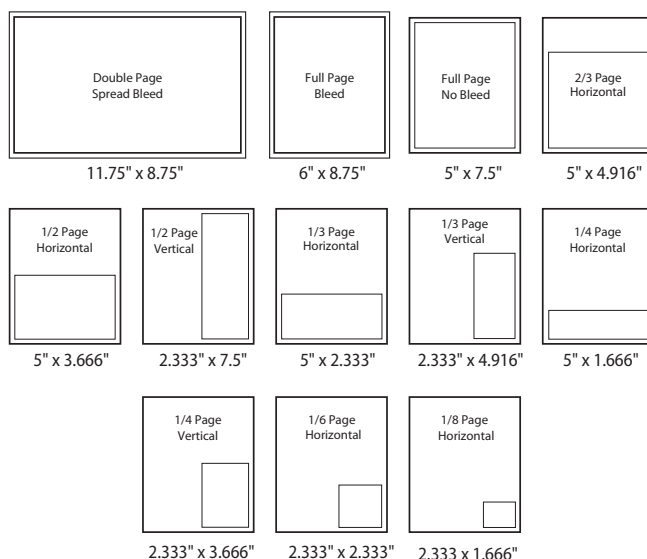 Double Page
Spread Bleed
11.75" x 8.75"
Full Page
Bleed
6" x 8.75"
Full Page
No Bleed
5" x 7.5"
2/3 Page
Horizontal
5" x 4.916"
1/2 Page
Horizontal
5" x 3.666"
1/2 Page
Vertical
2.333" x 7.5"
1/3 Page
Horizontal
5" x 2.333"
1/3 Page
Vertical
2.333" x 4.916"
1/4 Page
Horizontal
5" x 1.666"
1/4 Page
Vertical
2.333" x 3.666"
1/6 Page
Horizontal
2.333" x 2.333"
1/8 Page
Horizontal
2.333 x 1.666"